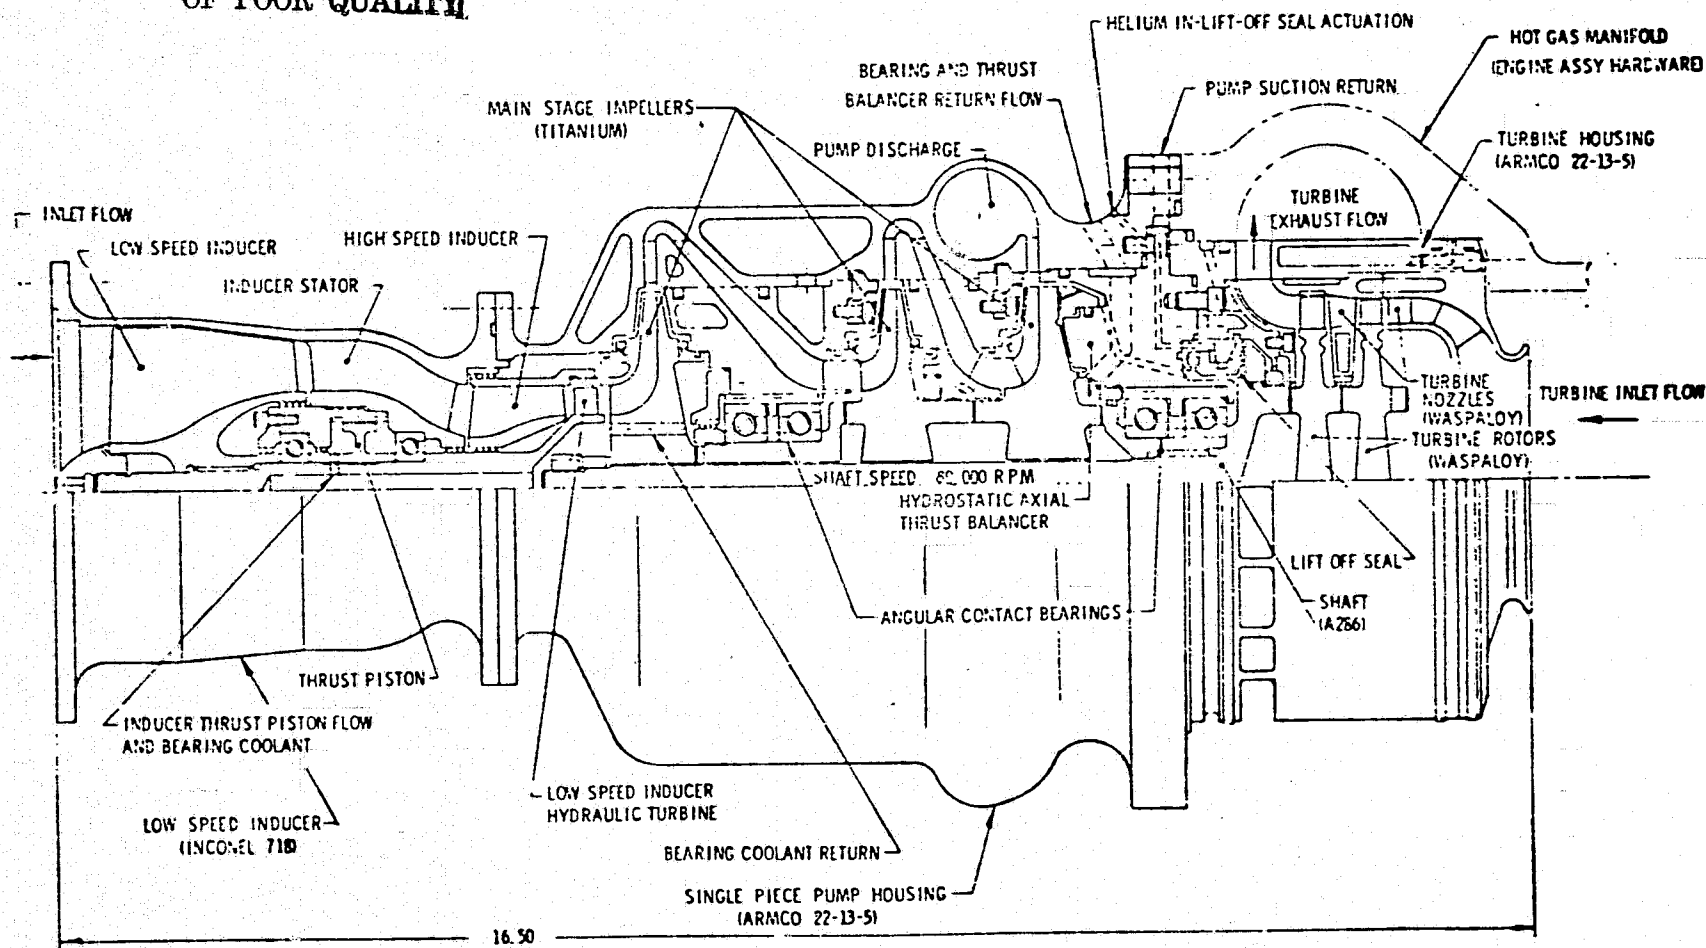 OF POOR QUALITY
HELIUM IN-LIFT-OFF SEAL ACTUATION
HOT GAS MANIFOLD
(ENGINE ASSY HARDWARE)
BEARING AND THRUST
BALANCER RETURN FLOW
PUMP SUCTION RETURN
MAIN STAGE IMPELLERS
(TITANIUM)
PUMP DISCHARGE
TURBINE HOUSING
(ARMCO 22-13-5)
INLET FLOW
TURBINE
EXHAUST FLOW
LOW SPEED INDUCER
HIGH SPEED INDUCER
INDUCER STATOR
TURBINE
NOZZLES
(WASPALOY)
TURBINE INLET FLOW
TURBINE ROTORS
(WASPALOY)
SHAFT SPEED
RPM
HYDROSTATIC AXIAL
THRUST BALANCER
LIFT OFF SEAL
SHAFT
(A286)
ANGULAR CONTACT BEARINGS
THRUST PISTON
INDUCER THRUST PISTON FLOW
AND BEARING COOLANT
LOW SPEED INDUCER
HYDRAULIC TURBINE
LOW SPEED INDUCER
(INCONEL 718)
BEARING COOLANT RETURN
SINGLE PIECE PUMP HOUSING
(ARMCO 22-13-5)
16.50